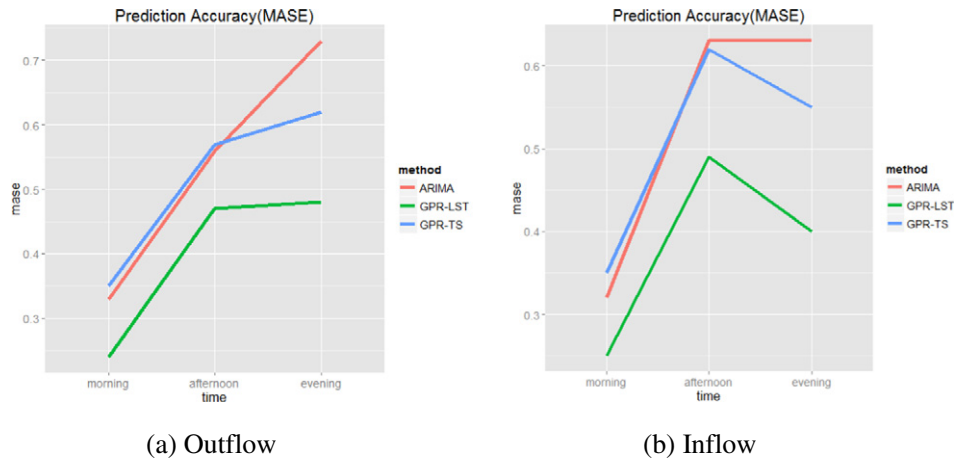 Prediction Accuracy(MASE)
0.7
0.6
0.5
0.4
0.3
mase
morning
afternoon
evening
time
method
ARIMA
GPR-LST
GPR-TS
(a) Outflow
Prediction Accuracy(MASE)
0.6
0.5
0.4
0.3
mase
morning
afternoon
evening
time
method
ARIMA
GPR-LST
GPR-TS
(b) Inflow